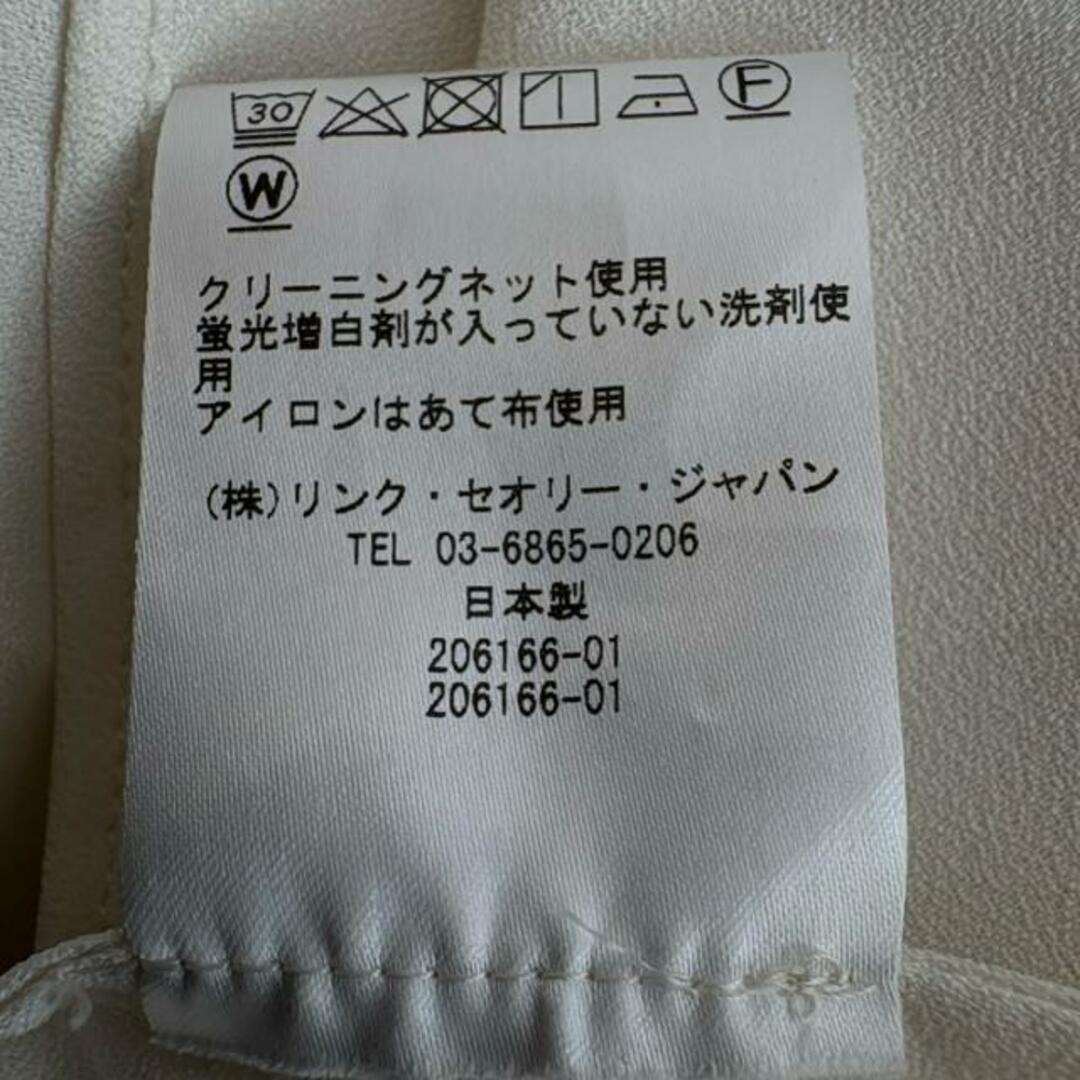 30 F
W
クリーニングネット使用
蛍光増白剤が入っていない洗剤使
用
アイロンはあて布使用
(株)リンク・セオリー・ジャパン
TEL 03-6865-0206
日本製
206166-01
206166-01